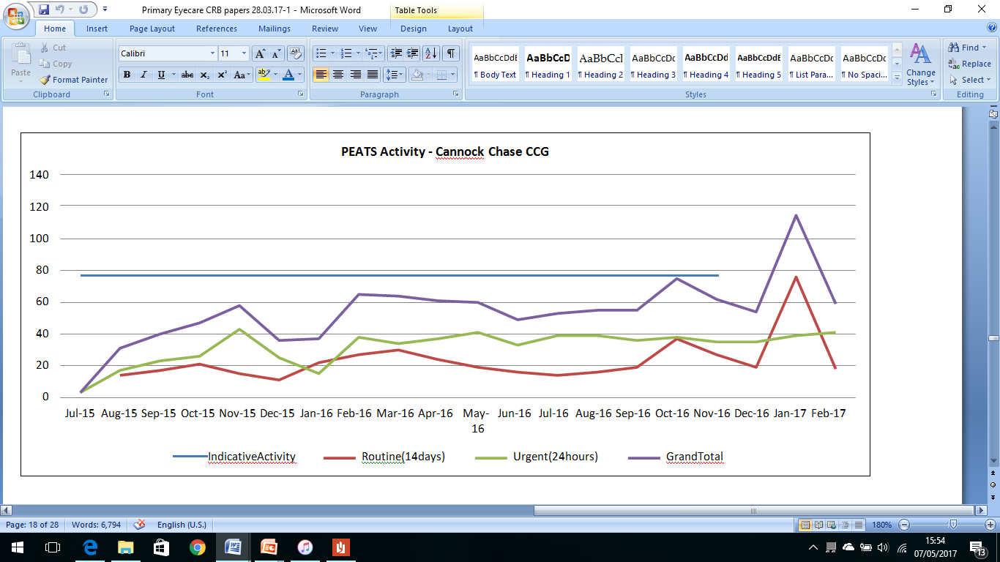 Primary Eyecare CRB papers 28.03.17-1 - Microsoft Word
Table Tools
Home Insert Page Layout References Mailings Review View Design Layout
Paste
Cut
Copy
Format Painter
Clipboard
Calibri 11
B I U abc X₂ X² Aa
Font
Paragraph
AaBbCcDdE AaBbCcD AaBbCcl AaBbCcDc AaBbCcDd AaBbCcDdE AaBbCcDc AaBbCcDc
¶ Body Text ¶ Heading 1 ¶ Heading 2 ¶ Heading 3 ¶ Heading 4 ¶ Heading 5 ¶ List Para... ¶ No Spaci...
Styles
Change Styles
Find
Replace
Select
Editing
PEATS Activity - Cannock Chase CCG
140
120
100
80
60
40
20
0
Jul-15 Aug-15 Sep-15 Oct-15 Nov-15 Dec-15 Jan-16 Feb-16 Mar-16 Apr-16 May-16 Jun-16 Jul-16 Aug-16 Sep-16 Oct-16 Nov-16 Dec-16 Jan-17 Feb-17
IndicativeActivity Routine(14days) Urgent(24hours) GrandTotal
Page: 18 of 28 Words: 6,794 English (U.S.) 180%
15:54
07/05/2017
13